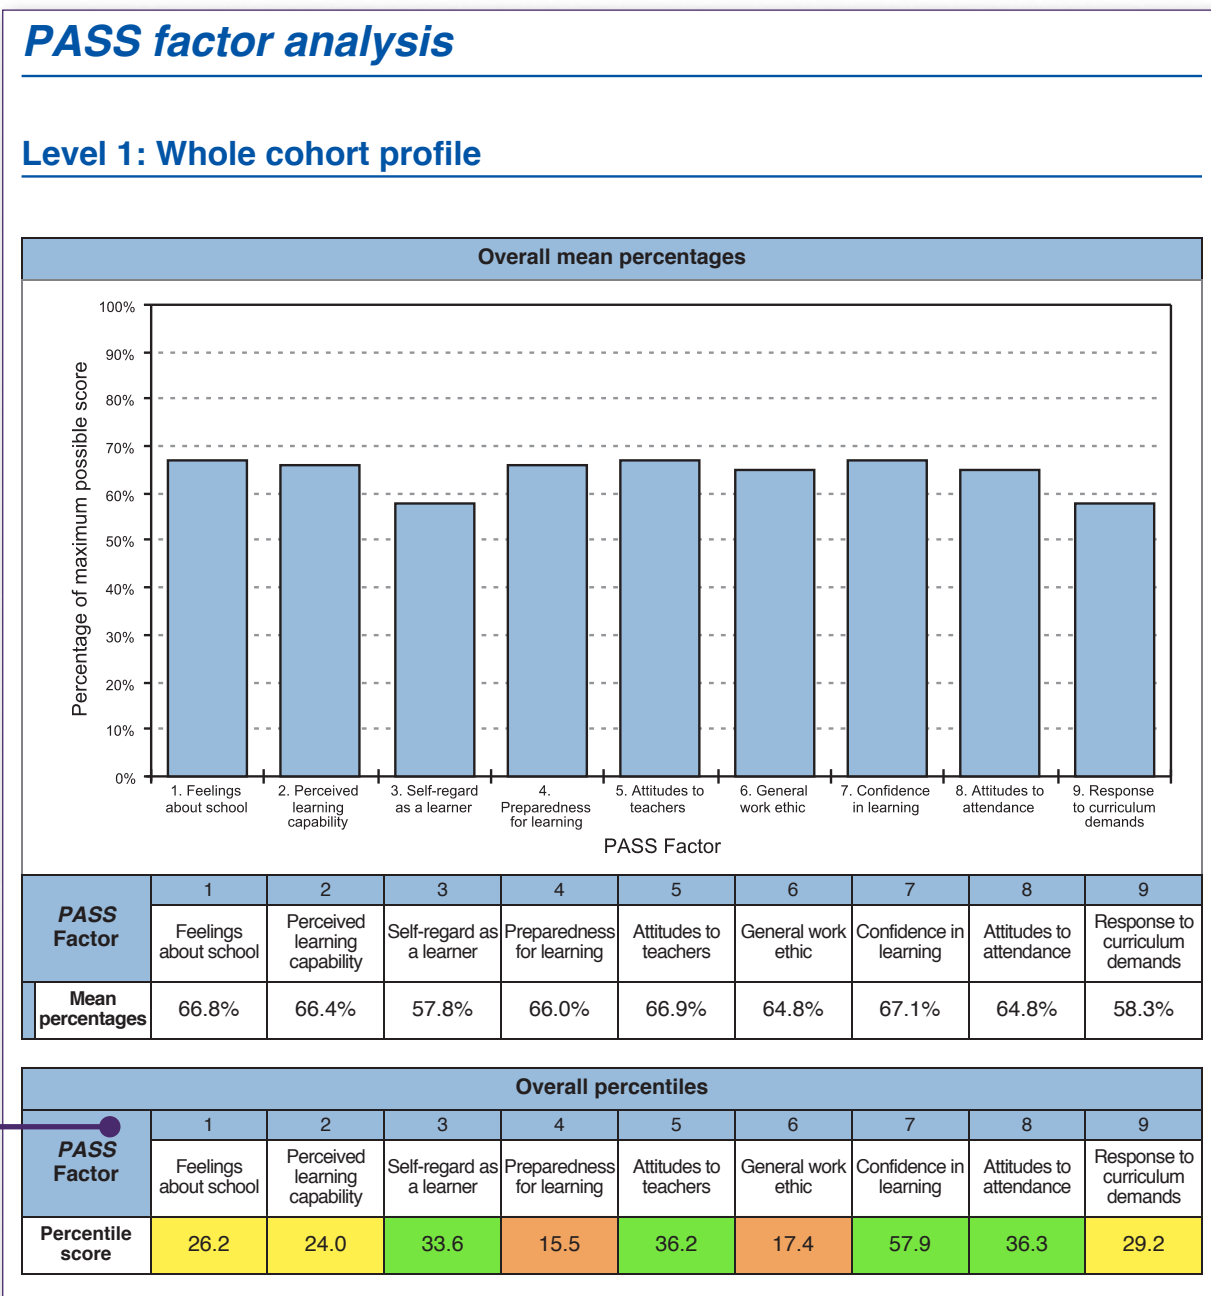 PASS factor analysis
Level 1: Whole cohort profile
Overall mean percentages
Percentage of maximum possible score
100%
90%
80%
70%
60%
50%
40%
30%
20%
10%
0%
1. Feelings
about school
2. Perceived
learning
capability
3. Self-regard
as a learner
4.
Preparedness
for learning
5. Attitudes to
teachers
6. General
work ethic
7. Confidence
in learning
8. Attitudes to
attendance
9. Response
to curriculum
demands
PASS Factor
PASS
Factor
1 2 3 4 5 6 7 8 9
Feelings
about school
Perceived
learning
capability
Self-regard as
a learner
Preparedness
for learning
Attitudes to
teachers
General work
ethic
Confidence in
learning
Attitudes to
attendance
Response to
curriculum
demands
Mean
percentages
66.8% 66.4% 57.8% 66.0% 66.9% 64.8% 67.1% 64.8% 58.3%
Overall percentiles
PASS
Factor
1 2 3 4 5 6 7 8 9
Feelings
about school
Perceived
learning
capability
Self-regard as
a learner
Preparedness
for learning
Attitudes to
teachers
General work
ethic
Confidence in
learning
Attitudes to
attendance
Response to
curriculum
demands
Percentile
score
26.2 24.0 33.6 15.5 36.2 17.4 57.9 36.3 29.2